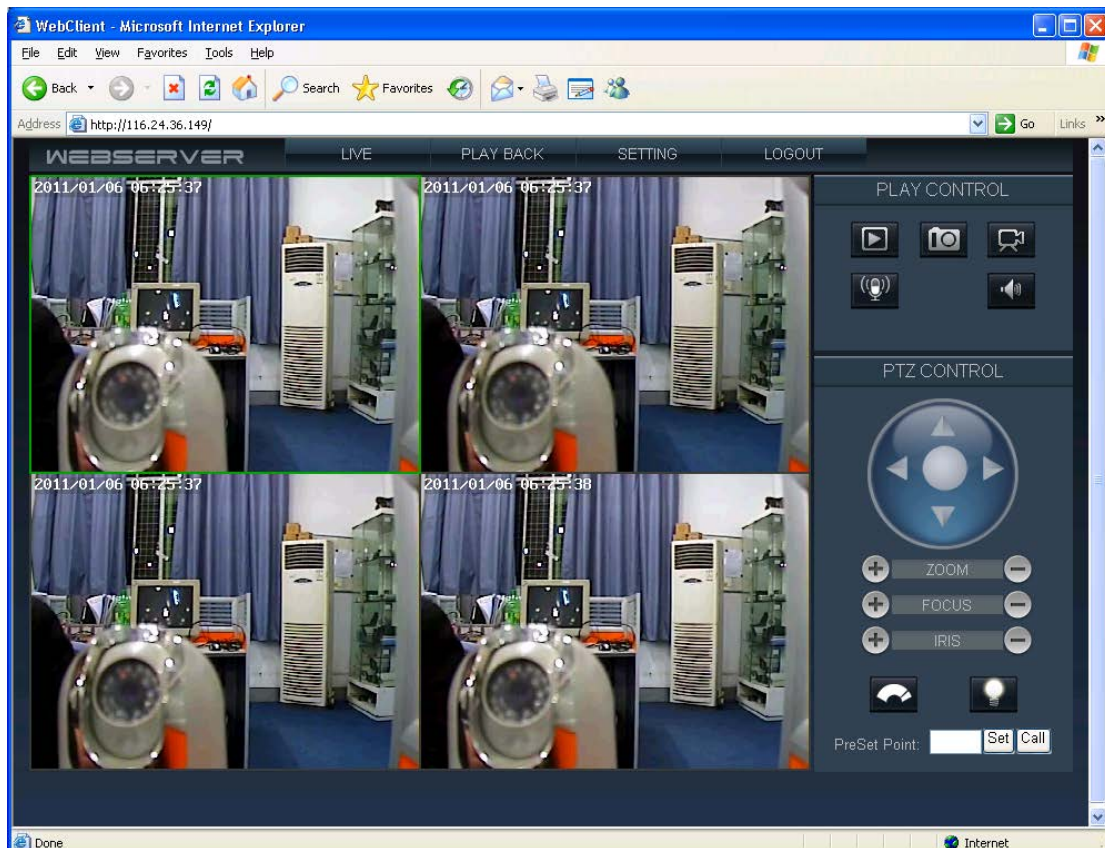 WebClient - Microsoft Internet Explorer
File Edit View Favorites Tools Help
Back Search Favorites
Address http://116.24.36.149/ Go Links »
WEBSERVER LIVE PLAY BACK SETTING LOGOUT
2011/01/06 06:25:37 2011/01/06 06:25:37
PLAY CONTROL
PTZ CONTROL
2011/01/06 06:25:37 2011/01/06 06:25:38
+ ZOOM −
+ FOCUS −
+ IRIS −
PreSet Point: Set Call
Done Internet